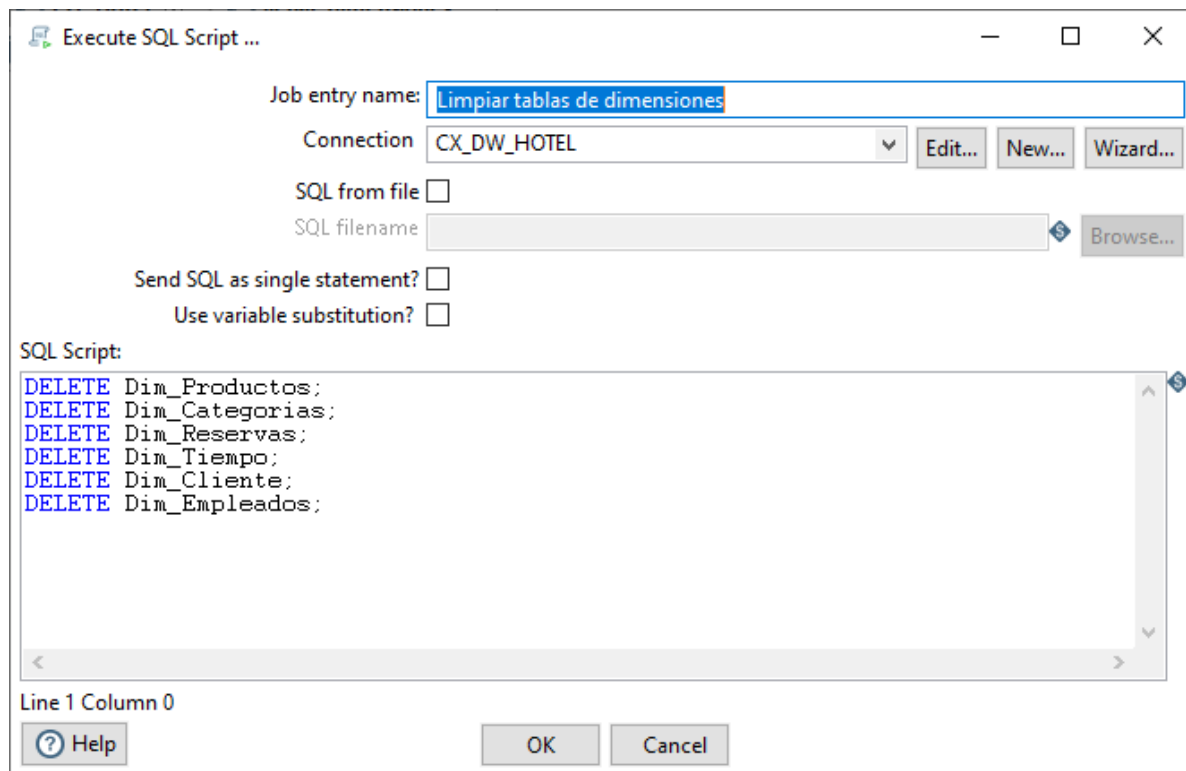 Execute SQL Script ...
Job entry name: Limpiar tablas de dimensiones
Connection CX_DW_HOTEL Edit... New... Wizard...
SQL from file
SQL filename Browse...
Send SQL as single statement?
Use variable substitution?
SQL Script:
DELETE Dim_Productos;
DELETE Dim_Categorias;
DELETE Dim_Reservas;
DELETE Dim_Tiempo;
DELETE Dim_Cliente;
DELETE Dim_Empleados;
Line 1 Column 0
Help OK Cancel